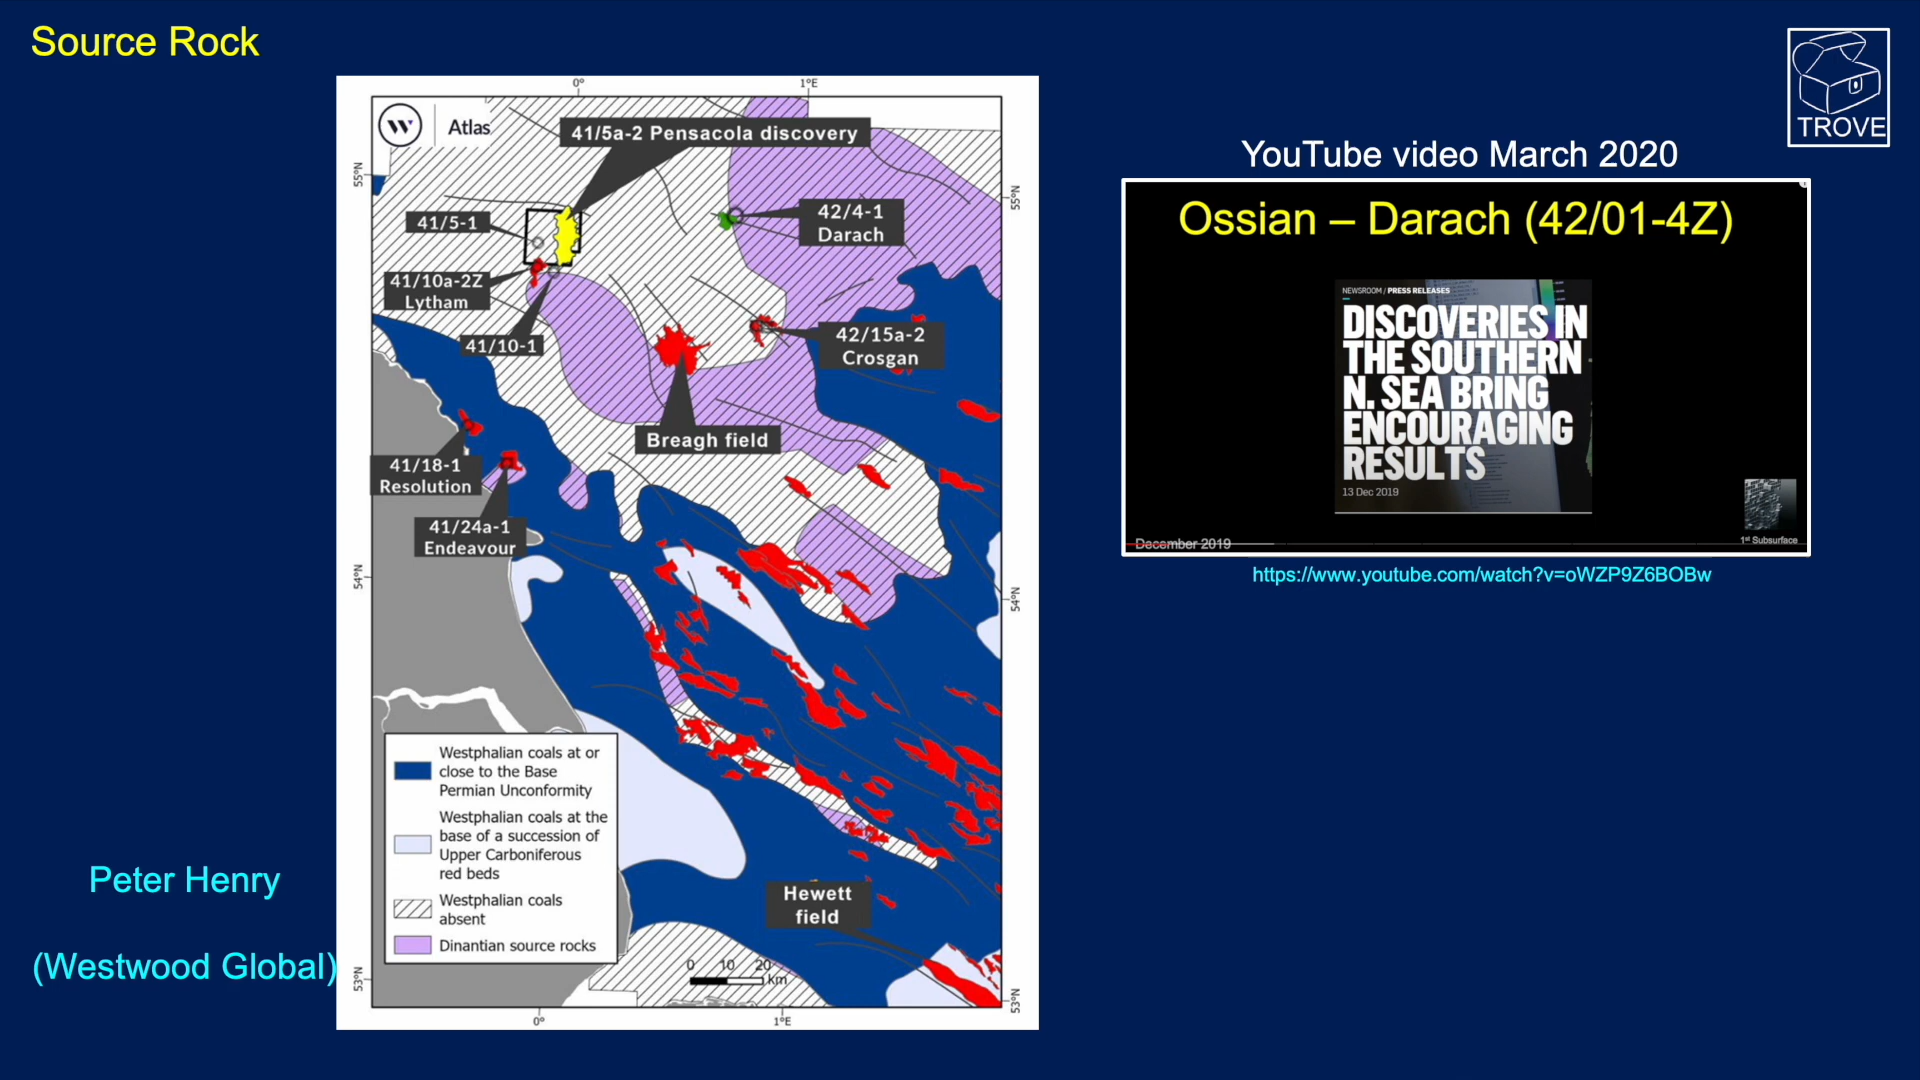 Source Rock
TROVE
0°
1°E
W
Atlas
41/5a-2 Pensacola discovery
55°N
55°N
41/5-1
42/4-1
Darach
41/10a-2Z
Lytham
41/10-1
42/15a-2
Crosgan
Breagh field
41/18-1
Resolution
41/24a-1
Endeavour
54°N
54°N
Westphalian coals at or
close to the Base
Permian Unconformity
Westphalian coals at the
base of a succession of
Upper Carboniferous
red beds
Westphalian coals
absent
Dinantian source rocks
Hewett
field
0 10 20
km
53°N
53°N
0°
1°E
Peter Henry
(Westwood Global)
YouTube video March 2020
Ossian – Darach (42/01-4Z)
NEWSROOM / PRESS RELEASES
DISCOVERIES IN
THE SOUTHERN
N. SEA BRING
ENCOURAGING
RESULTS
13 Dec 2019
December 2019
1st Subsurface
https://www.youtube.com/watch?v=oWZP9Z6BOBw